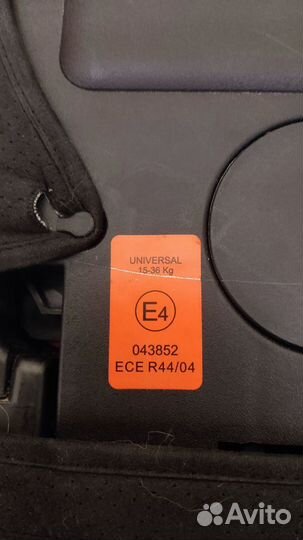 UNIVERSAL
15-36 Kg
E4
043852
ECE R44/04
Avito